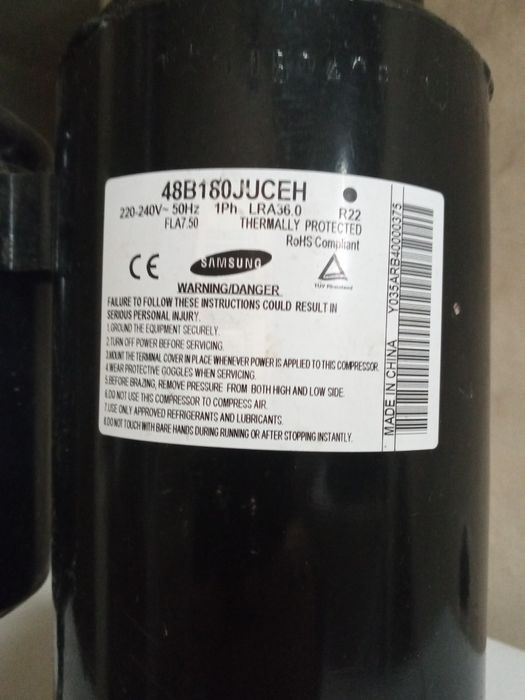 48B180JUCEH
220-240V~ 50Hz 1Ph LRA36.0 R22
FLA7.50 THERMALLY PROTECTED
RoHS Compliant
CE SAMSUNG TUV Rheinland
WARNING/DANGER
FAILURE TO FOLLOW THESE INSTRUCTIONS COULD RESULT IN
SERIOUS PERSONAL INJURY.
1.GROUND THE EQUIPMENT SECURELY.
2.TURN OFF POWER BEFORE SERVICING.
3.MOUNT THE TERMINAL COVER IN PLACE WHENEVER POWER IS APPLIED TO THIS COMPRESSOR.
4.WEAR PROTECTIVE GOGGLES WHEN SERVICING.
5.BEFORE BRAZING, REMOVE PRESSURE FROM BOTH HIGH AND LOW SIDE.
6.DO NOT USE THIS COMPRESSOR TO COMPRESS AIR.
7.USE ONLY APPROVED REFRIGERANTS AND LUBRICANTS.
8.DO NOT TOUCH WITH BARE HANDS DURING RUNNING OR AFTER STOPPING INSTANTLY.
MADE IN CHINA Y035ARB40000375